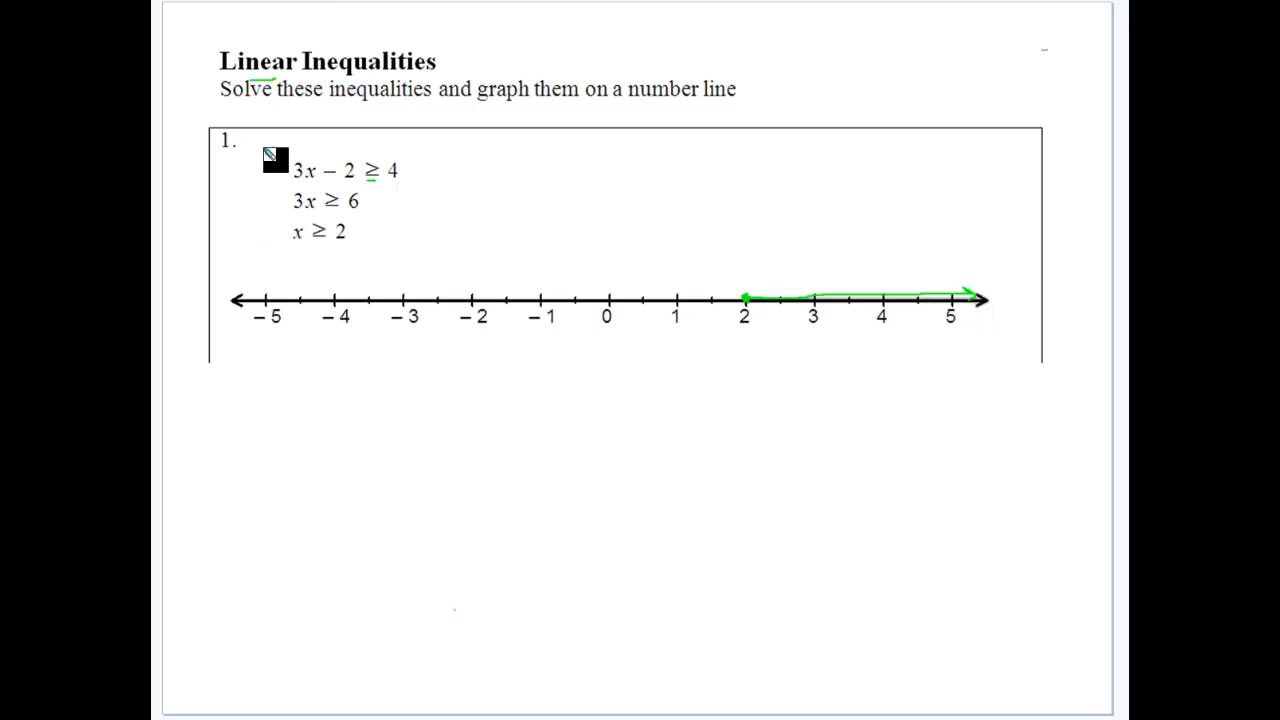 Linear Inequalities
Solve these inequalities and graph them on a number line
1.
3x – 2 ≥ 4
3x ≥ 6
x ≥ 2
– 5 – 4 – 3 – 2 – 1 0 1 2 3 4 5